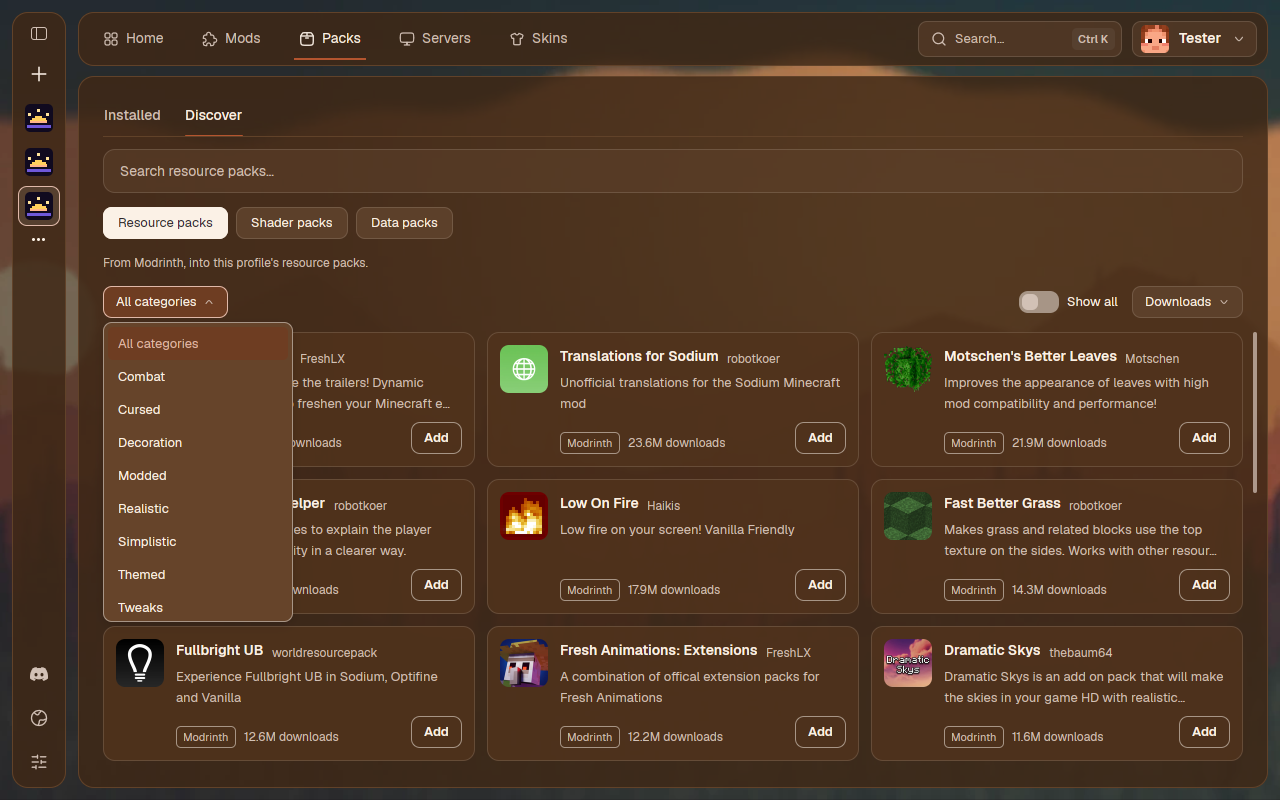 Home
Mods
Packs
Servers
Skins
Search...
Ctrl K
Tester
Installed
Discover
Search resource packs...
Resource packs
Shader packs
Data packs
From Modrinth, into this profile's resource packs.
All categories
Show all
Downloads
All categories
Combat
Cursed
Decoration
Modded
Realistic
Simplistic
Themed
Tweaks
FreshLX
e the trailers! Dynamic
freshen your Minecraft e...
downloads
Add
Translations for Sodium robotkoer
Unofficial translations for the Sodium Minecraft
mod
Modrinth 23.6M downloads
Add
Motschen's Better Leaves Motschen
Improves the appearance of leaves with high
mod compatibility and performance!
Modrinth 21.9M downloads
Add
elper robotkoer
es to explain the player
ity in a clearer way.
wnloads
Add
Low On Fire Haikis
Low fire on your screen! Vanilla Friendly
Modrinth 17.9M downloads
Add
Fast Better Grass robotkoer
Makes grass and related blocks use the top
texture on the sides. Works with other resour...
Modrinth 14.3M downloads
Add
Fullbright UB worldresourcepack
Experience Fullbright UB in Sodium, Optifine
and Vanilla
Modrinth 12.6M downloads
Add
Fresh Animations: Extensions FreshLX
A combination of offical extension packs for
Fresh Animations
Modrinth 12.2M downloads
Add
Dramatic
Skys
Dramatic Skys thebaum64
Dramatic Skys is an add on pack that will make
the skies in your game HD with realistic...
Modrinth 11.6M downloads
Add